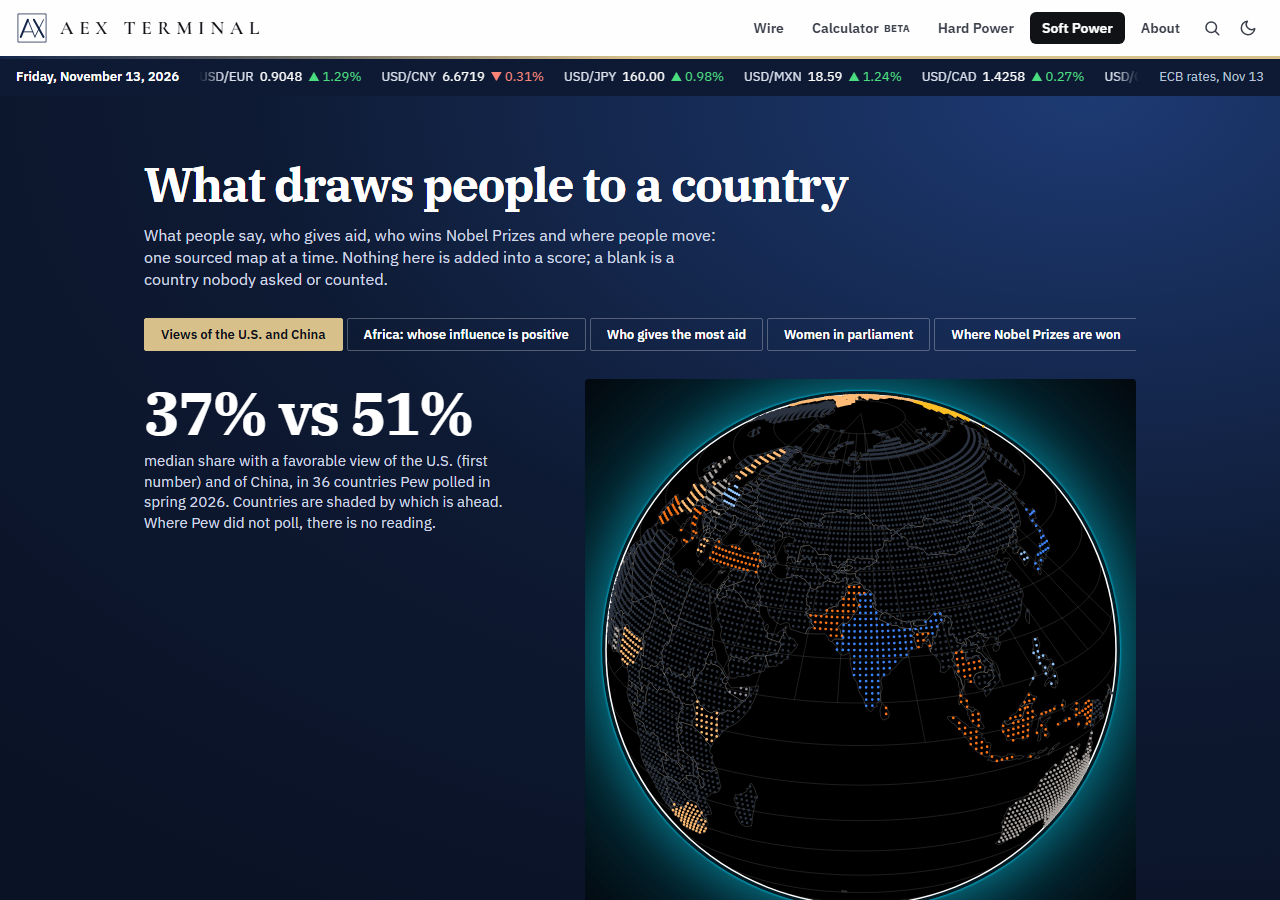 AEX TERMINAL
Wire Calculator BETA Hard Power Soft Power About
Friday, November 13, 2026 USD/EUR 0.9048 ▲ 1.29% USD/CNY 6.6719 ▼ 0.31% USD/JPY 160.00 ▲ 0.98% USD/MXN 18.59 ▲ 1.24% USD/CAD 1.4258 ▲ 0.27% USD/ ECB rates, Nov 13
What draws people to a country
What people say, who gives aid, who wins Nobel Prizes and where people move:
one sourced map at a time. Nothing here is added into a score; a blank is a
country nobody asked or counted.
Views of the U.S. and China Africa: whose influence is positive Who gives the most aid Women in parliament Where Nobel Prizes are won
37% vs 51%
median share with a favorable view of the U.S. (first
number) and of China, in 36 countries Pew polled in
spring 2026. Countries are shaded by which is ahead.
Where Pew did not poll, there is no reading.